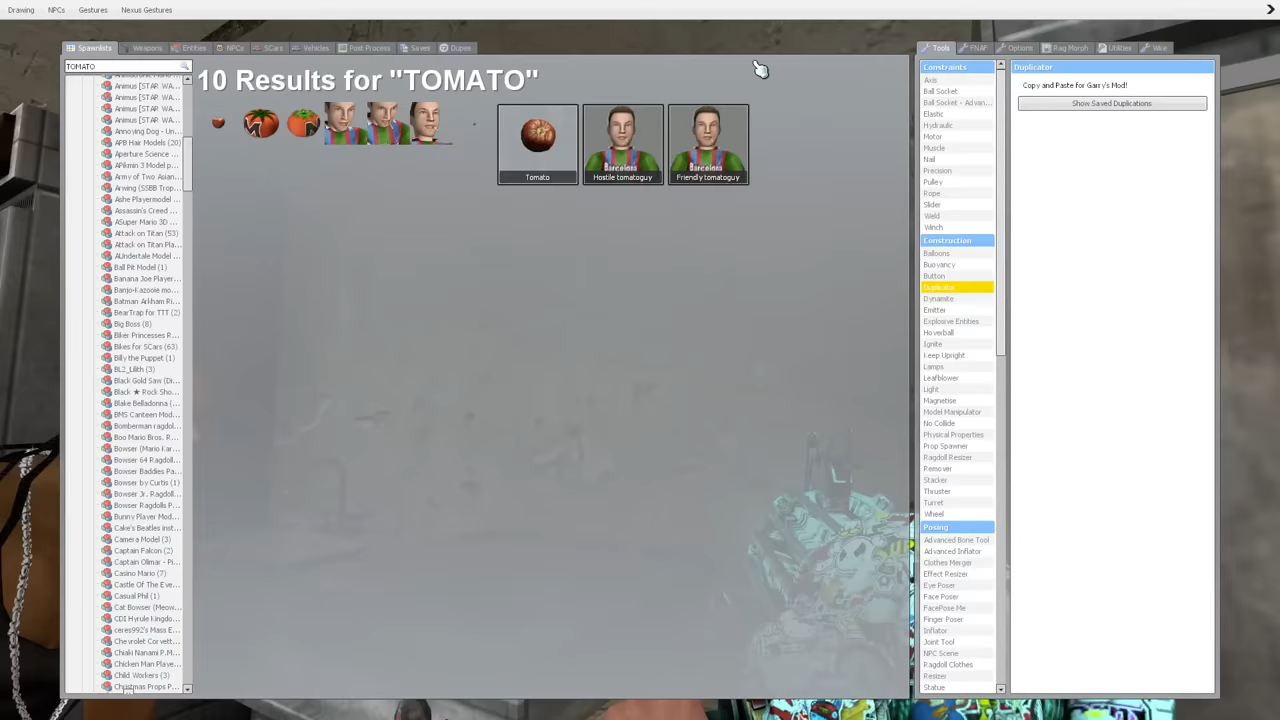 Drawing NPCs Gestures Nexus Gestures
Spawnlists Weapons Entities NPCs SCars Vehicles Post Process Saves Dupes
TOMATO
Animus [STAR WA...
Animus [STAR WA...
Animus [STAR WA...
Animus [STAR WA...
Annoying Dog - Un...
APB Hair Models (20)
Aperture Science ...
APikmin 3 Model p...
Army of Two Asian...
Arwing (SSBB Trop...
Ashe Playermodel ...
Assassin's Creed ...
ASuper Mario 3D ...
Attack on Titan (53)
Attack on Titan Pla...
AUndertale Model ...
Ball Pit Model (1)
Banana Joe Player...
Banjo-Kazooie mo...
Batman Arkham Ri...
BearTrap for TTT (2)
Big Boss (8)
Biker Princesses R...
Bikes for SCars (63)
Billy the Puppet (1)
BL2_Lilith (3)
Black Gold Saw (Di...
Black ★ Rock Sho...
Blake Belladonna (...
BMS Canteen Mod...
Bomberman ragdol...
Boo Mario Bros. R...
Bowser (Mario Kar...
Bowser 64 Ragdoll...
Bowser Baddies Pa...
Bowser by Curtis (1)
Bowser Jr. Ragdoll...
Bowser Ragdolls P...
Bunny Player Mod...
Cake's Beatles inst...
Camera Model (3)
Captain Falcon (2)
Captain Olimar - Pi...
Casino Mario (7)
Castle Of The Eve...
Casual Phil (1)
Cat Bowser (Meow...
CDI Hyrule Kingdo...
ceres992's Mass E...
Chevrolet Corvett...
Chiaki Nanami P.M...
Chicken Man Playe...
Child Workers (3)
Christmas Props P...
10 Results for "TOMATO"
Barcelona
Barcelona
Tomato Hostile tomatoguy Friendly tomatoguy
Tools FNAF Options Rag Morph Utilities Wire
Constraints
Axis
Ball Socket
Ball Socket - Advan...
Elastic
Hydraulic
Motor
Muscle
Nail
Precision
Pulley
Rope
Slider
Weld
Winch
Construction
Balloons
Buoyancy
Button
Duplicator
Dynamite
Emitter
Explosive Entities
Hoverball
Ignite
Keep Upright
Lamps
Leafblower
Light
Magnetise
Model Manipulator
No Collide
Physical Properties
Prop Spawner
Ragdoll Resizer
Remover
Stacker
Thruster
Turret
Wheel
Posing
Advanced Bone Tool
Advanced Inflator
Clothes Merger
Effect Resizer
Eye Poser
Face Poser
FacePose Me
Finger Poser
Inflator
Joint Tool
NPC Scene
Ragdoll Clothes
Resizer
Statue
Duplicator
Copy and Paste for Garry's Mod!
Show Saved Duplications